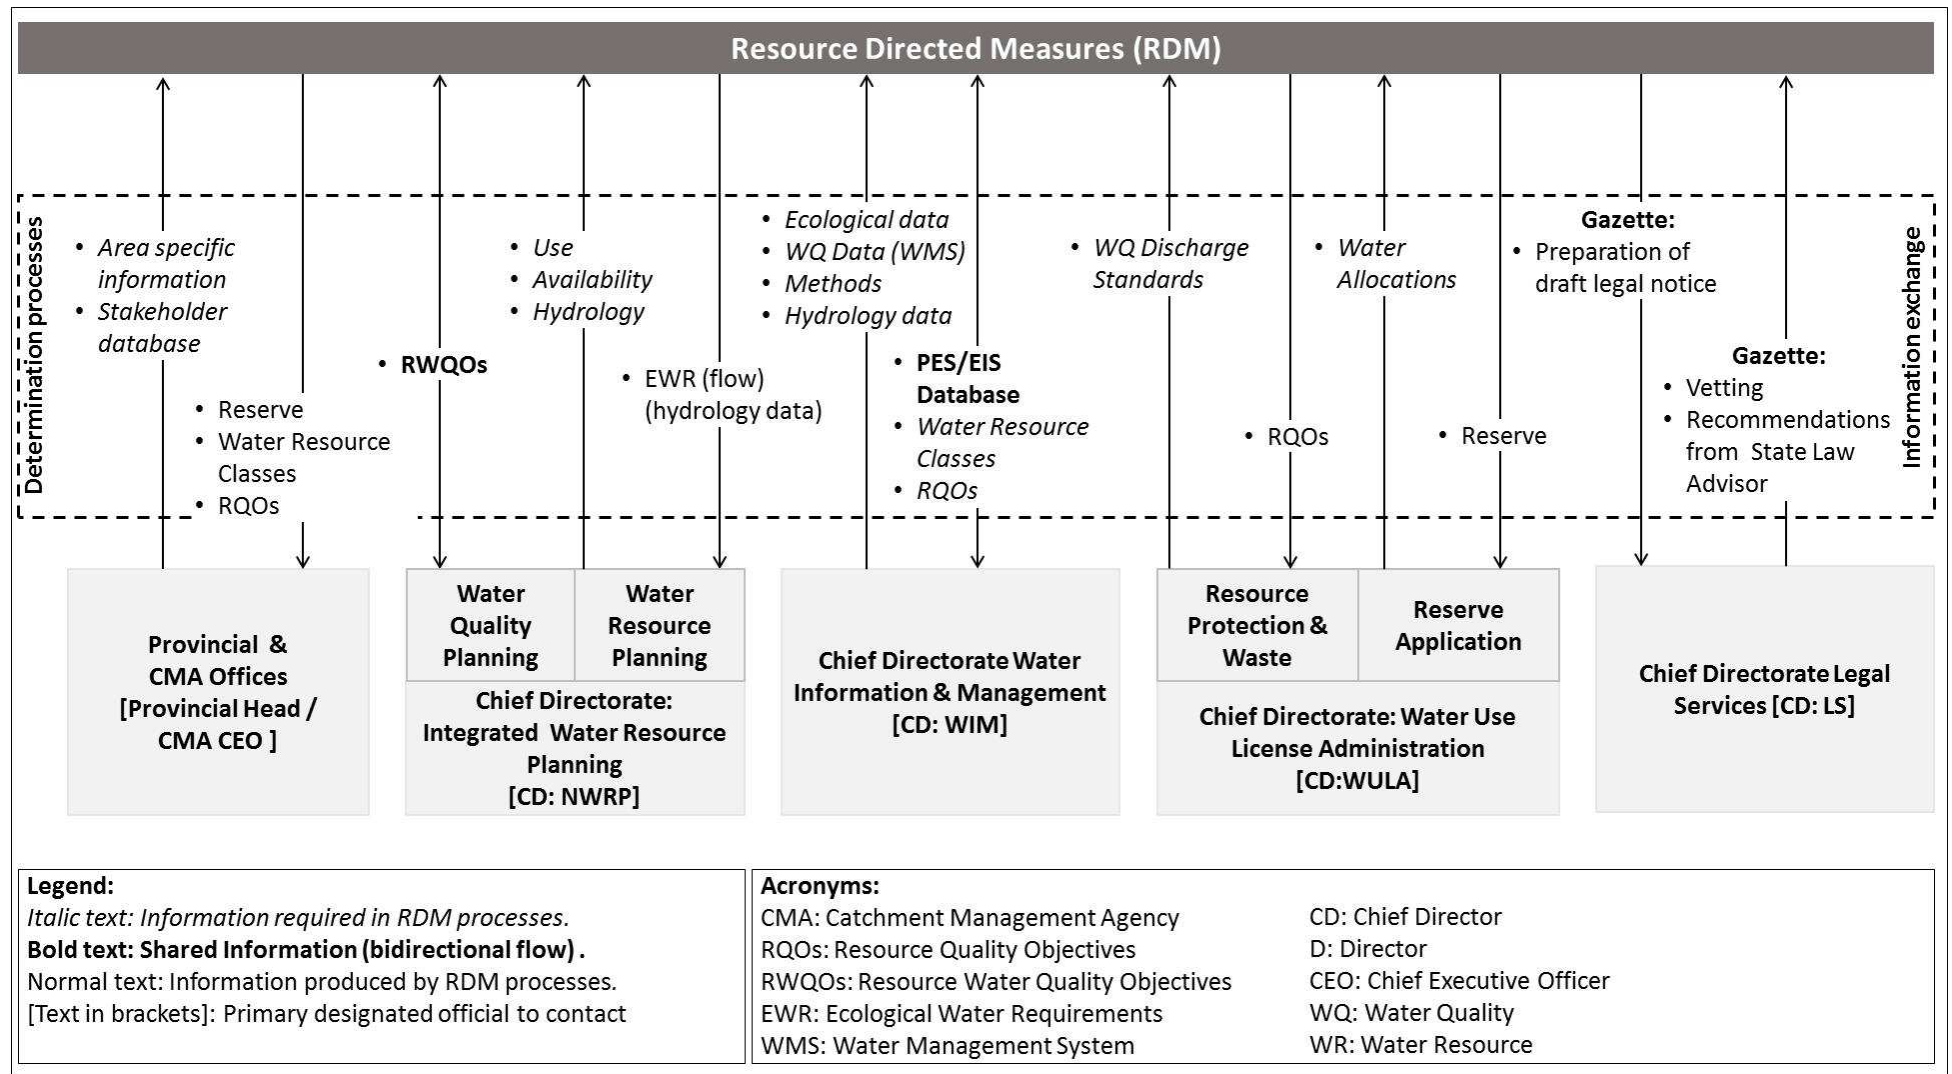 Resource Directed Measures (RDM)
Determination processes
• Area specific
information
• Stakeholder
database
• Reserve
• Water Resource
Classes
• RQOs
• RWQOs
• Use
• Availability
• Hydrology
• EWR (flow)
(hydrology data)
• Ecological data
• WQ Data (WMS)
• Methods
• Hydrology data
• PES/EIS
Database
• Water Resource
Classes
• RQOs
• WQ Discharge
Standards
• RQOs
• Water
Allocations
• Reserve
Gazette:
• Preparation of
draft legal notice
Gazette:
• Vetting
• Recommendations
from State Law
Advisor
Information exchange
Provincial &
CMA Offices
[Provincial Head /
CMA CEO ]
Water
Quality
Planning
Water
Resource
Planning
Chief Directorate:
Integrated Water Resource
Planning
[CD: NWRP]
Chief Directorate Water
Information & Management
[CD: WIM]
Resource
Protection &
Waste
Reserve
Application
Chief Directorate: Water Use
License Administration
[CD:WULA]
Chief Directorate Legal
Services [CD: LS]
Legend:
Italic text: Information required in RDM processes.
Bold text: Shared Information (bidirectional flow) .
Normal text: Information produced by RDM processes.
[Text in brackets]: Primary designated official to contact
Acronyms:
CMA: Catchment Management Agency
RQOs: Resource Quality Objectives
RWQOs: Resource Water Quality Objectives
EWR: Ecological Water Requirements
WMS: Water Management System
CD: Chief Director
D: Director
CEO: Chief Executive Officer
WQ: Water Quality
WR: Water Resource